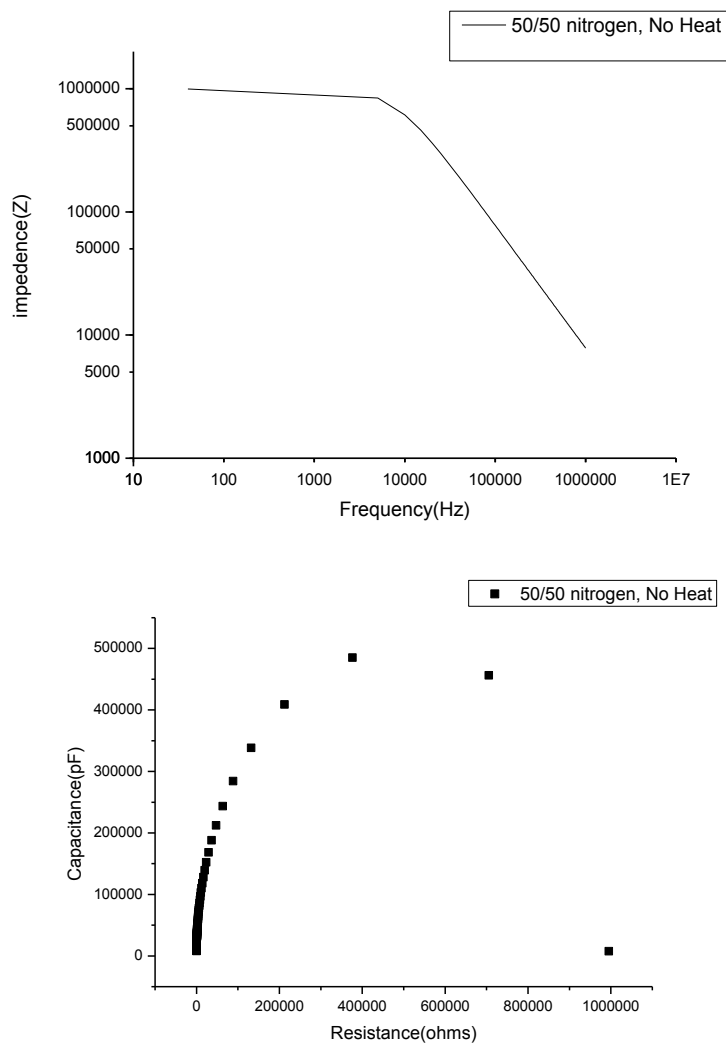 50/50 nitrogen, No Heat
1000000
500000
100000
50000
10000
5000
1000
impedence(Z)
10 100 1000 10000 100000 1000000 1E7
Frequency(Hz)
50/50 nitrogen, No Heat
500000
400000
300000
200000
100000
0
Capacitance(pF)
0 200000 400000 600000 800000 1000000
Resistance(ohms)